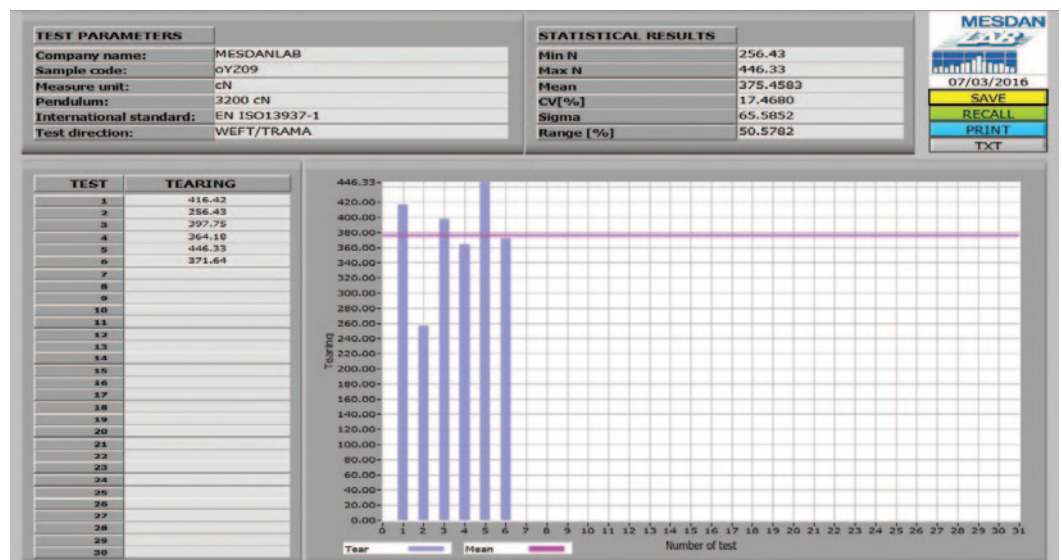 TEST PARAMETERS
Company name: MESDANLAB
Sample code: oYZ09
Measure unit: cN
Pendulum: 3200 cN
International standard: EN ISO13937-1
Test direction: WEFT/TRAMA
STATISTICAL RESULTS
Min N 256.43
Max N 446.33
Mean 375.4583
CV[%] 17.4680
Sigma 65.5852
Range [%] 50.5782
MESDAN
LAB
07/03/2016
SAVE
RECALL
PRINT
TXT
TEST TEARING
1 416.42
2 256.43
3 397.75
4 364.18
5 446.33
6 371.64
7
8
9
10
11
12
13
14
15
16
17
18
19
20
21
22
23
24
25
26
27
28
29
30
Tearing
446.33
420.00
400.00
380.00
360.00
340.00
320.00
300.00
280.00
260.00
240.00
220.00
200.00
180.00
160.00
140.00
120.00
100.00
80.00
60.00
40.00
20.00
0.00
0 1 2 3 4 5 6 7 8 9 10 11 12 13 14 15 16 17 18 19 20 21 22 23 24 25 26 27 28 29 30 31
Tear Mean Number of test